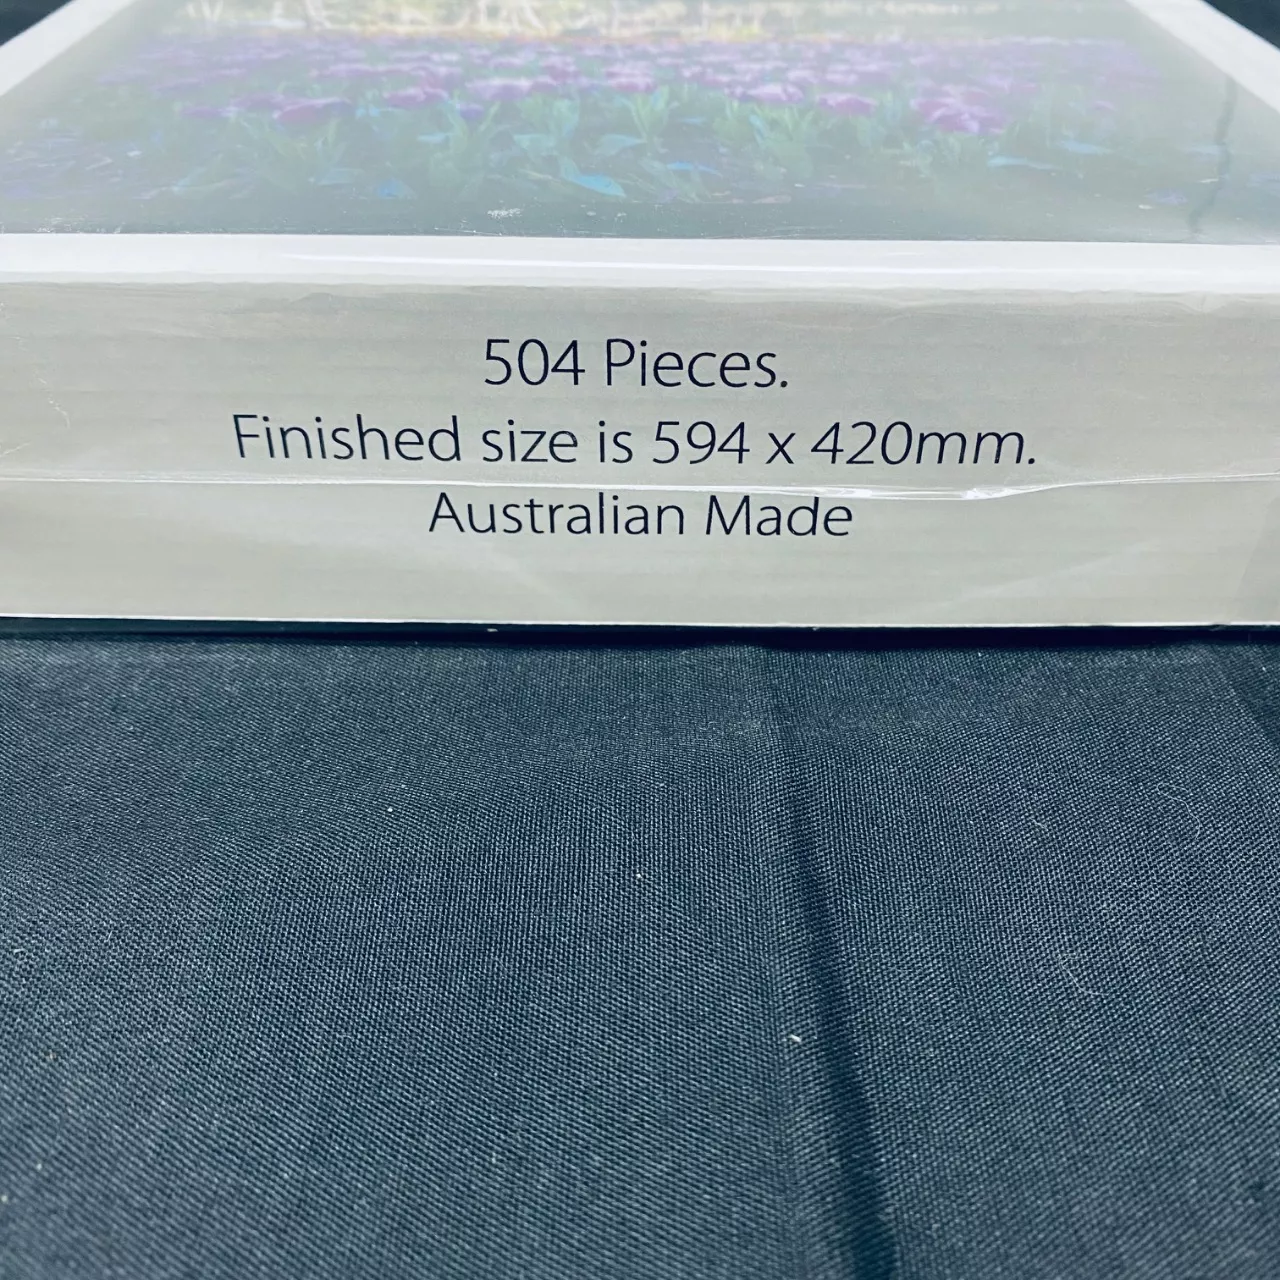 504 Pieces.
Finished size is 594 x 420mm.
Australian Made